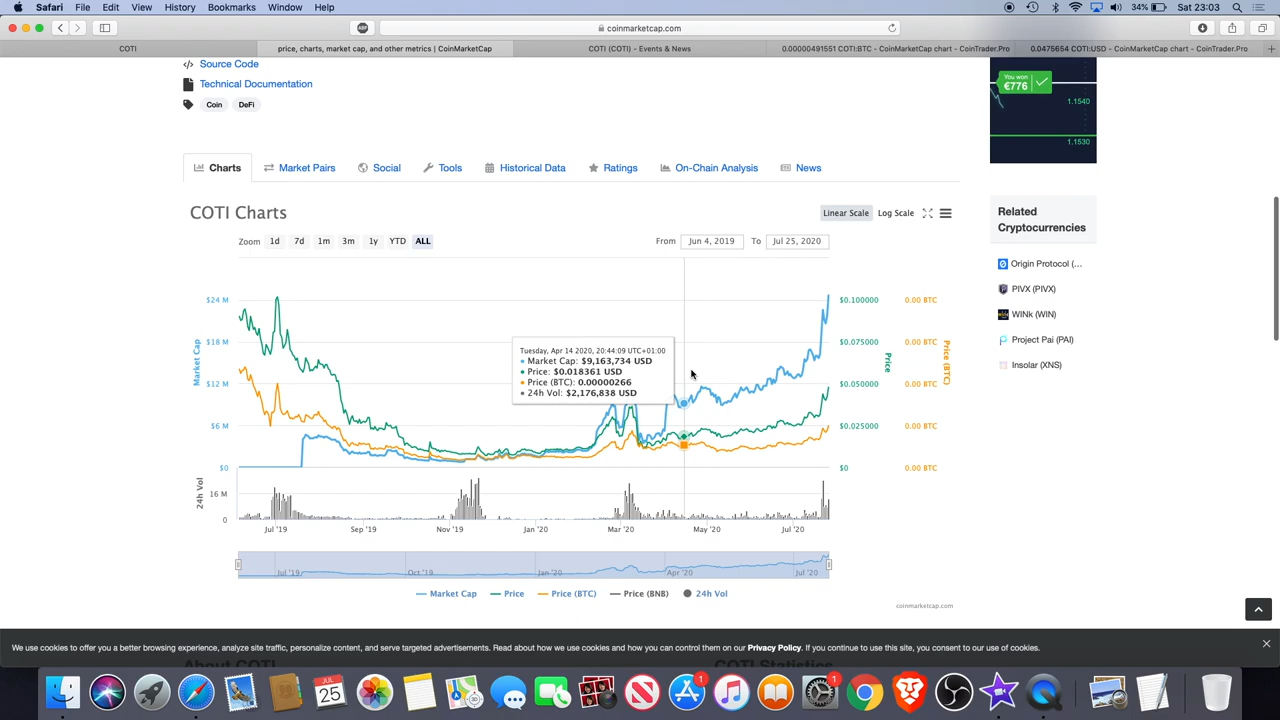 Safari File Edit View History Bookmarks Window Help 34% Sat 23:03
coinmarketcap.com
COTI
price, charts, market cap, and other metrics | CoinMarketCap
COTI (COTI) - Events & News
0.00000491551 COTI:BTC - CoinMarketCap chart - CoinTrader.Pro
0.0475654 COTI:USD - CoinMarketCap chart - CoinTrader.Pro
Source Code
Technical Documentation
Coin DeFi
You won
€776
1.1540
1.1530
Charts Market Pairs Social Tools Historical Data Ratings On-Chain Analysis News
COTI Charts
Linear Scale Log Scale
Zoom 1d 7d 1m 3m 1y YTD ALL
From Jun 4, 2019 To Jul 25, 2020
Related
Cryptocurrencies
Origin Protocol (...
PIVX (PIVX)
WINk (WIN)
Project Pai (PAI)
Insolar (XNS)
$24 M $0.100000 0.00 BTC
$18 M $0.075000 0.00 BTC
$12 M $0.050000 0.00 BTC
$6 M $0.025000 0.00 BTC
$0 $0 0.00 BTC
Market Cap
Price
Price (BTC)
Tuesday, Apr 14 2020, 20:44:09 UTC+01:00
Market Cap: $9,163,734 USD
Price: $0.018361 USD
Price (BTC): 0.00000266
24h Vol: $2,176,838 USD
24h Vol
16 M
0
Jul '19 Sep '19 Nov '19 Jan '20 Mar '20 May '20 Jul '20
Jul '19 Oct '19 Jan '20 Apr '20 Jul '20
Market Cap Price Price (BTC) Price (BNB) 24h Vol
coinmarketcap.com
We use cookies to offer you a better browsing experience, analyze site traffic, personalize content, and serve targeted advertisements. Read about how we use cookies and how you can control them on our Privacy Policy. If you continue to use this site, you consent to our use of cookies.
About COTI
COTI Statistics
JUL
25
1
1